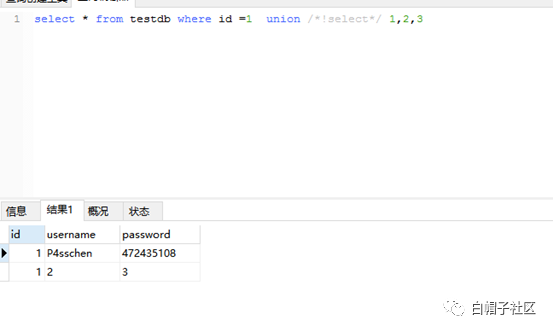 1 select * from testdb where id =1  union /*!select*/ 1,2,3
信息 结果1 概况 状态
id username password
1 P4sschen 472435108
1 2 3
白帽子社区